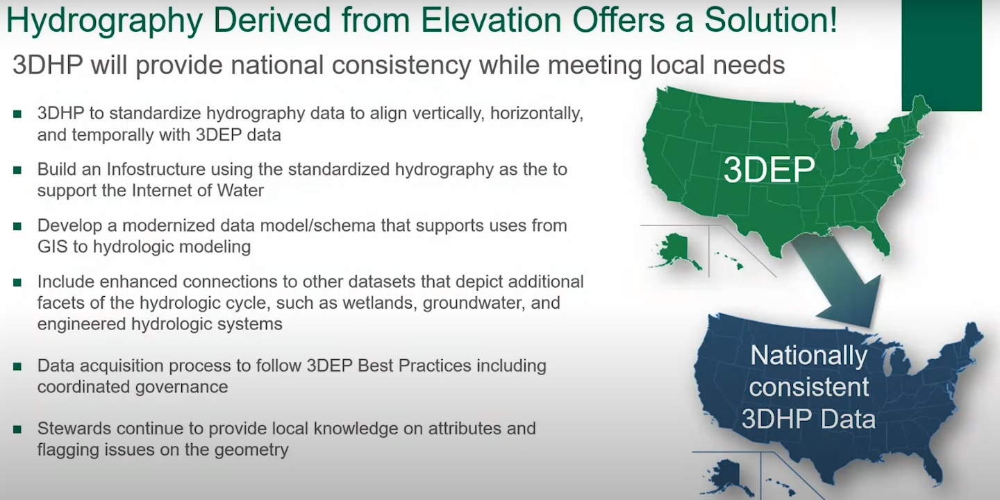 Hydrography Derived from Elevation Offers a Solution!
3DHP will provide national consistency while meeting local needs
3DHP to standardize hydrography data to align vertically, horizontally,
and temporally with 3DEP data
Build an Infostructure using the standardized hydrography as the to
support the Internet of Water
Develop a modernized data model/schema that supports uses from
GIS to hydrologic modeling
Include enhanced connections to other datasets that depict additional
facets of the hydrologic cycle, such as wetlands, groundwater, and
engineered hydrologic systems
Data acquisition process to follow 3DEP Best Practices including
coordinated governance
Stewards continue to provide local knowledge on attributes and
flagging issues on the geometry
3DEP
Nationally
consistent
3DHP Data